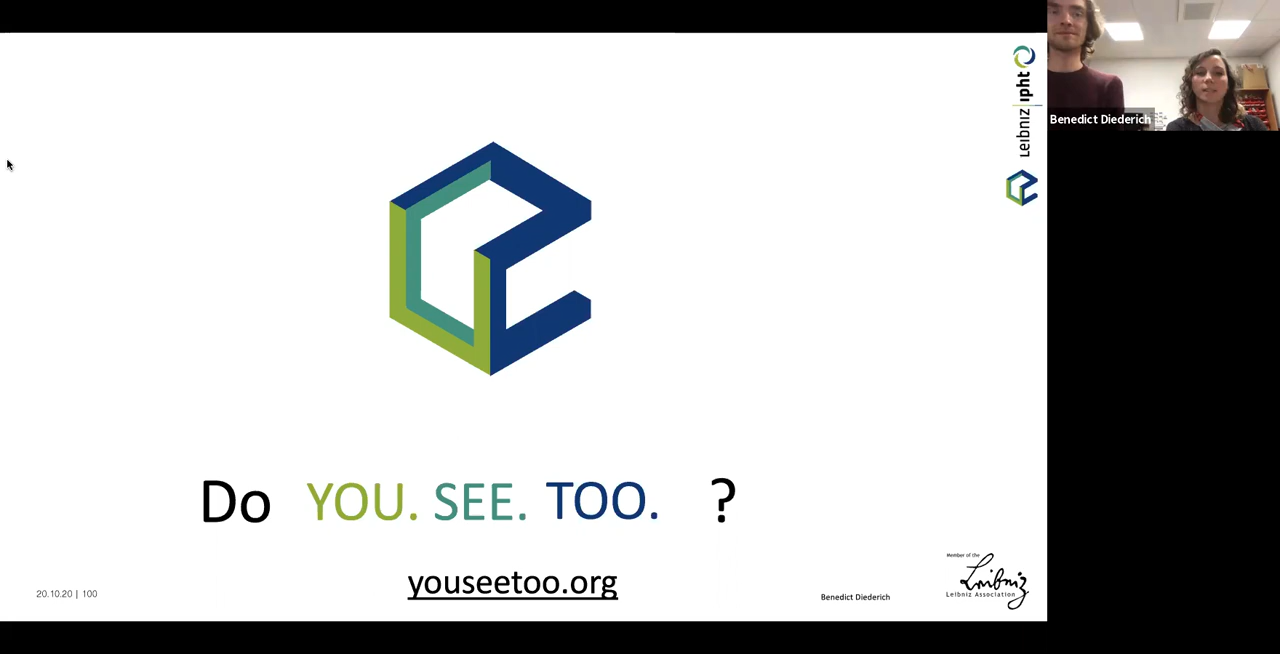 Leibniz ipht
Benedict Diederich
Do YOU. SEE. TOO. ?
youseetoo.org
20.10.20 | 100
Benedict Diederich
Member of the
Leibniz
Leibniz Association